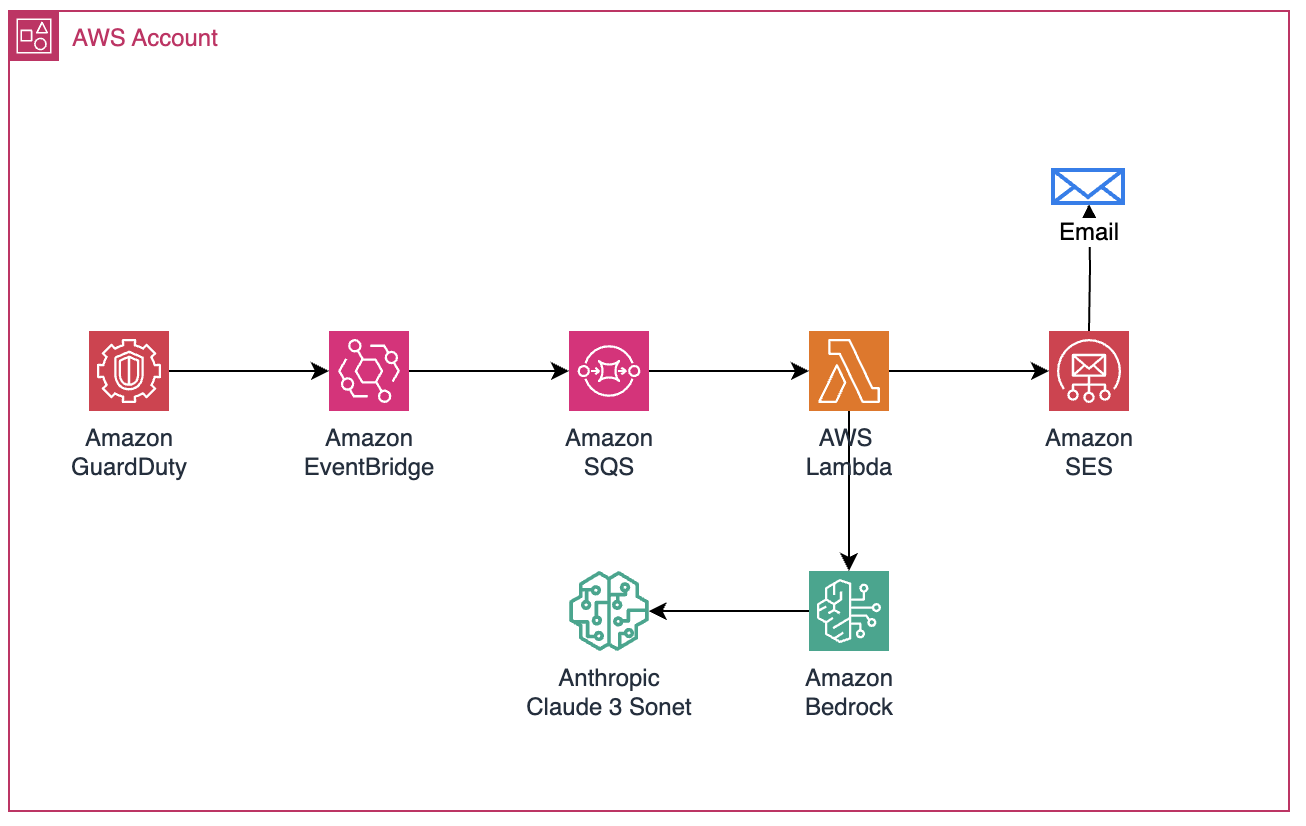 AWS Account
Email
Amazon
GuardDuty
Amazon
EventBridge
Amazon
SQS
AWS
Lambda
Amazon
SES
Anthropic
Claude 3 Sonet
Amazon
Bedrock